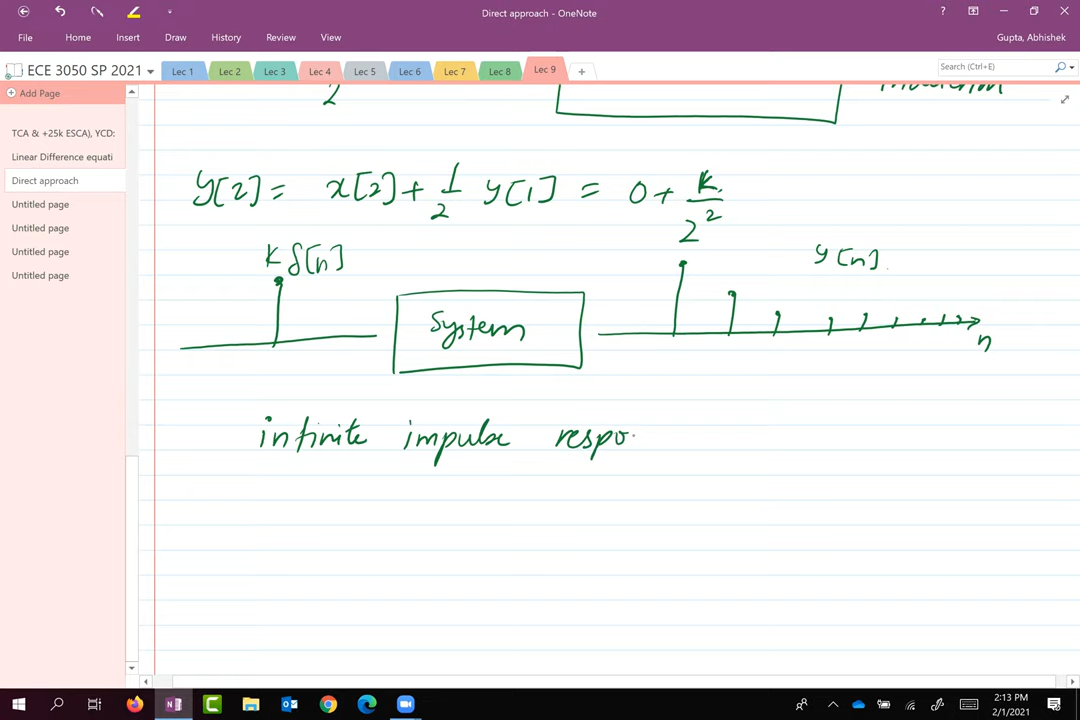 Direct approach - OneNote
?
Gupta, Abhishek
File Home Insert Draw History Review View
ECE 3050 SP 2021
Lec 1 Lec 2 Lec 3 Lec 4 Lec 5 Lec 6 Lec 7 Lec 8 Lec 9 +
Search (Ctrl+E)
Add Page
TCA & +25k ESCA), YCD:
Linear Difference equati
Direct approach
Untitled page
Untitled page
Untitled page
Untitled page
2
y[2] = x[2] + 1/2 y[1] = 0 + k/2^2
k δ[n]
y[n]
System
n
infinite impulse respo
2:13 PM
2/1/2021